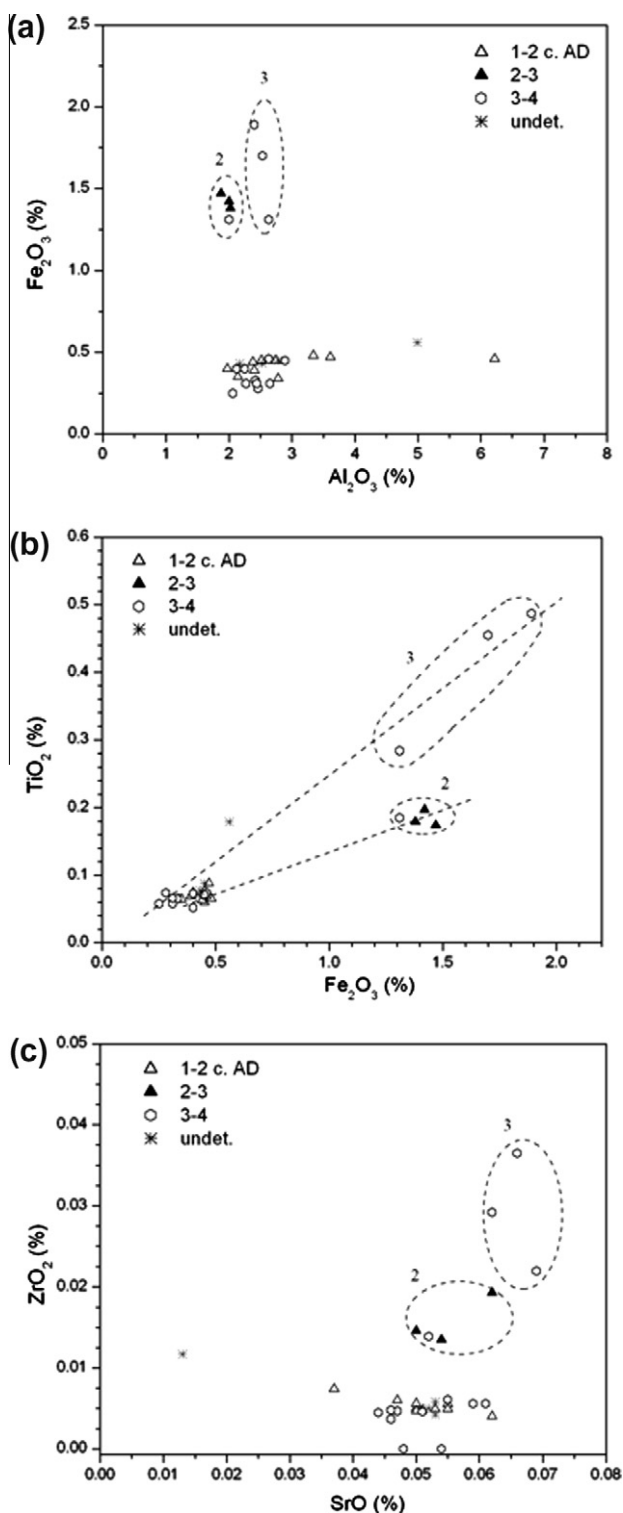 (a)
2.5
2.0
1.5
1.0
0.5
0.0
Fe₂O₃ (%)
3
2
1-2 c. AD
2-3
3-4
undet.
0 1 2 3 4 5 6 7 8
Al₂O₃ (%)
(b)
0.6
0.5
0.4
0.3
0.2
0.1
0.0
TiO₂ (%)
1-2 c. AD
2-3
3-4
undet.
3
2
0.0 0.5 1.0 1.5 2.0
Fe₂O₃ (%)
(c)
0.05
0.04
0.03
0.02
0.01
0.00
ZrO₂ (%)
1-2 c. AD
2-3
3-4
undet.
3
2
0.00 0.01 0.02 0.03 0.04 0.05 0.06 0.07 0.08
SrO (%)